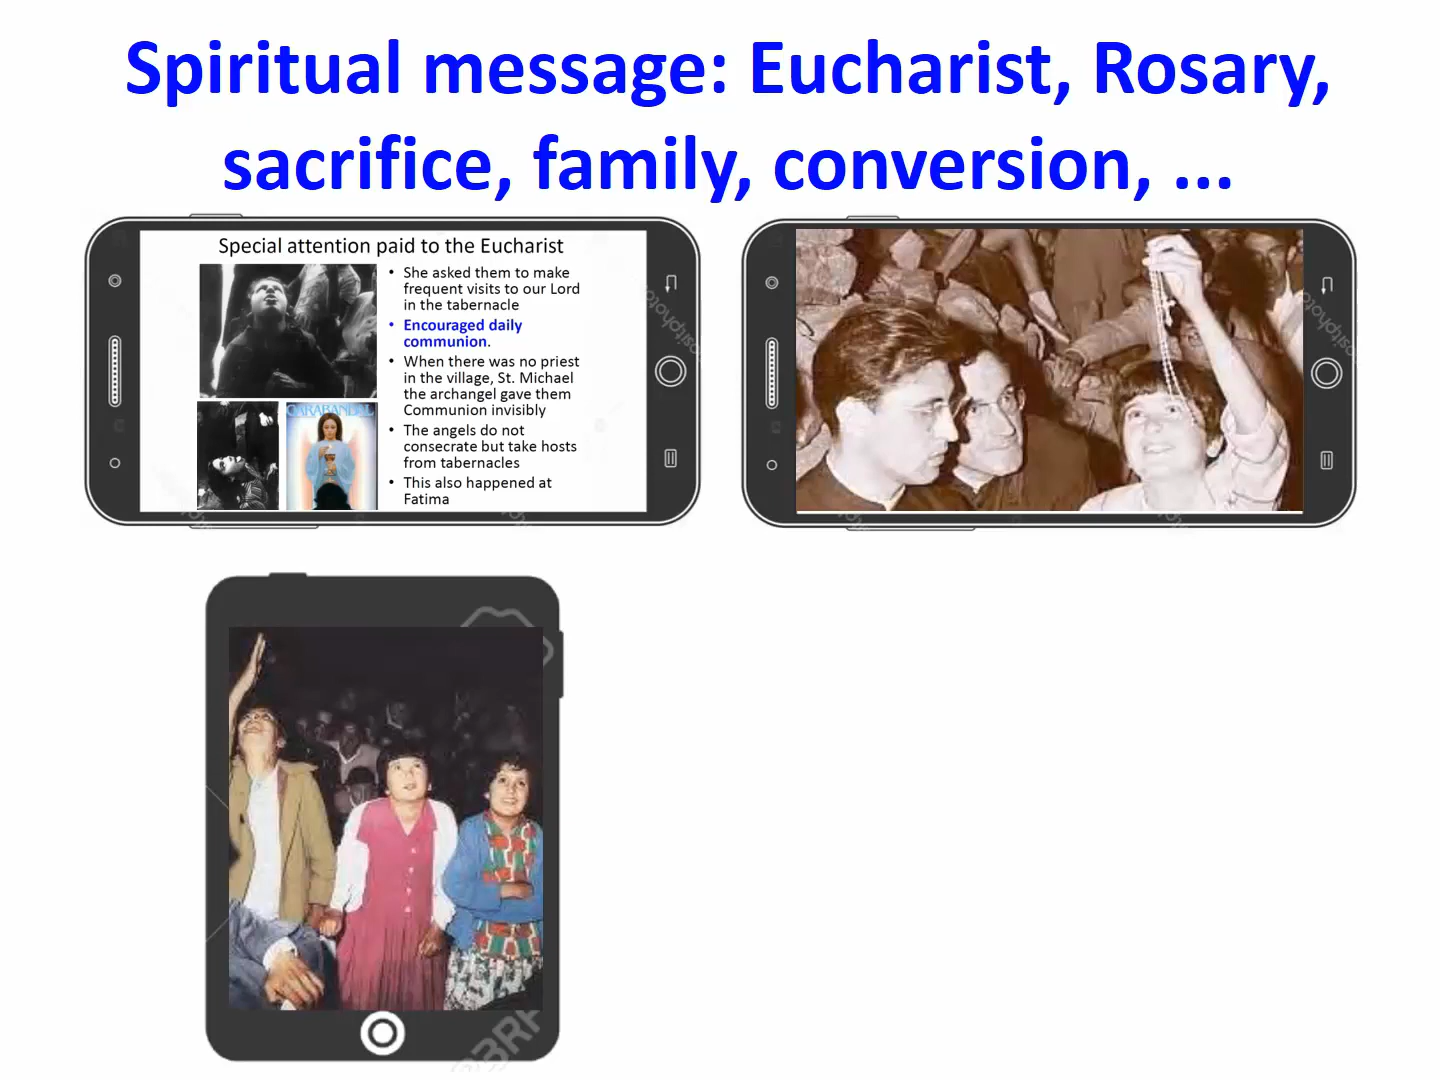 Spiritual message: Eucharist, Rosary,
sacrifice, family, conversion, ...
Special attention paid to the Eucharist
• She asked them to make
frequent visits to our Lord
in the tabernacle
• Encouraged daily
communion.
• When there was no priest
in the village, St. Michael
the archangel gave them
Communion invisibly
• The angels do not
consecrate but take hosts
from tabernacles
• This also happened at
Fatima
GARABANDAL